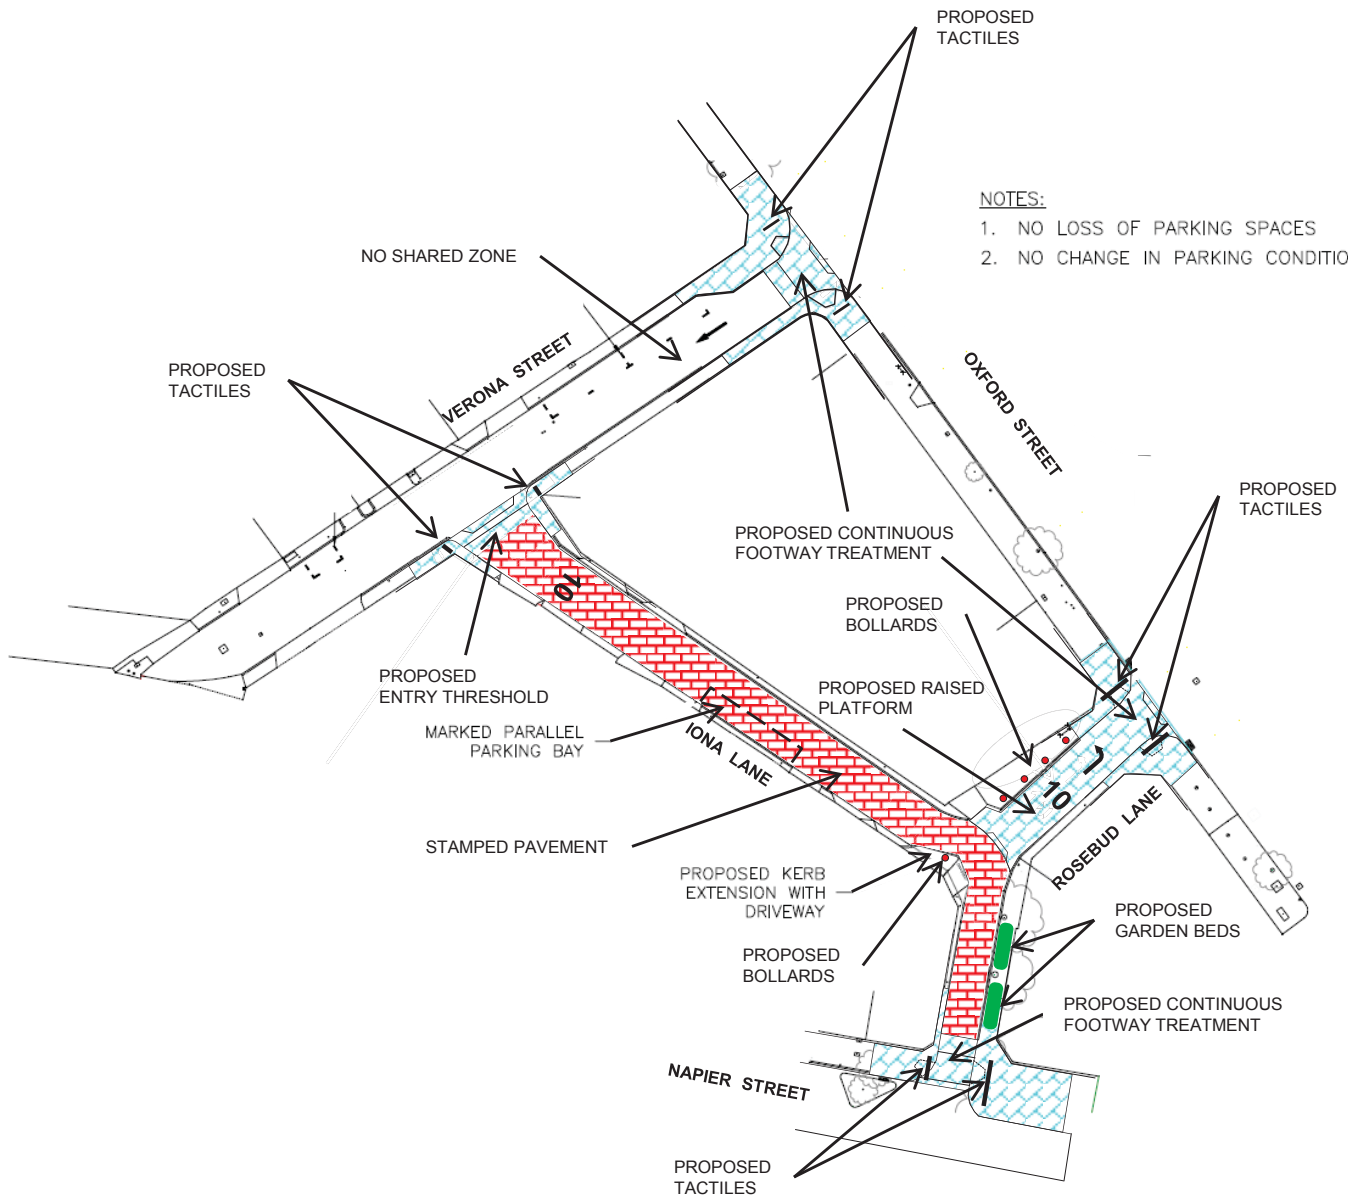 PROPOSED
TACTILES
NOTES:
1. NO LOSS OF PARKING SPACES
2. NO CHANGE IN PARKING CONDITIO
NO SHARED ZONE
VERONA STREET
PROPOSED
TACTILES
OXFORD STREET
PROPOSED
TACTILES
PROPOSED CONTINUOUS
FOOTWAY TREATMENT
10
PROPOSED
BOLLARDS
PROPOSED
ENTRY THRESHOLD
PROPOSED RAISED
PLATFORM
MARKED PARALLEL
PARKING BAY
IONA LANE
10
ROSEBUD LANE
STAMPED PAVEMENT
PROPOSED KERB
EXTENSION WITH
DRIVEWAY
PROPOSED
GARDEN BEDS
PROPOSED
BOLLARDS
PROPOSED CONTINUOUS
FOOTWAY TREATMENT
NAPIER STREET
PROPOSED
TACTILES